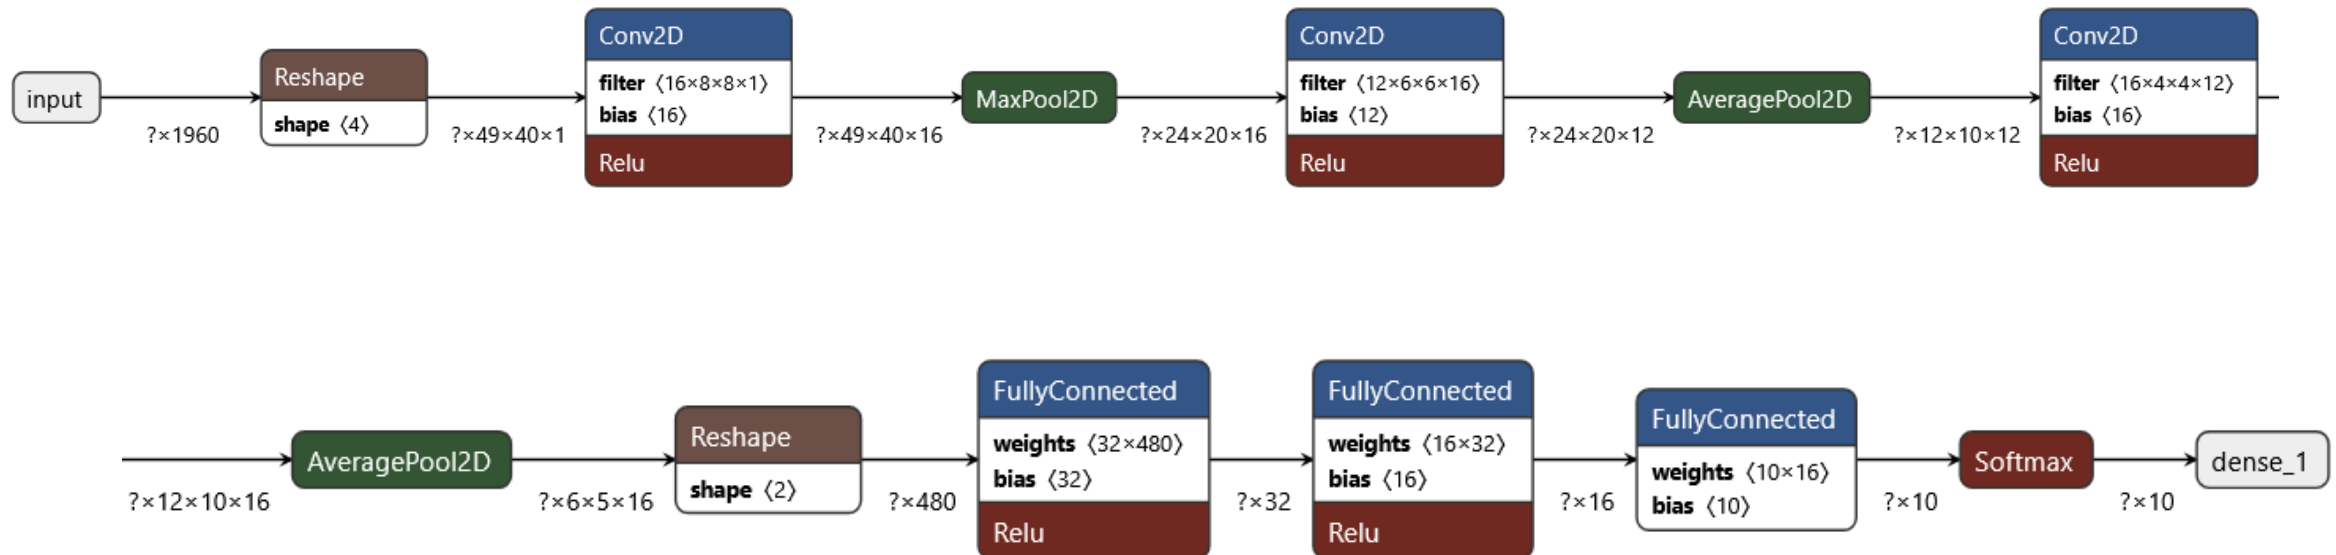 input
?×1960
Reshape
shape ⟨4⟩
?×49×40×1
Conv2D
filter ⟨16×8×8×1⟩
bias ⟨16⟩
Relu
?×49×40×16
MaxPool2D
?×24×20×16
Conv2D
filter ⟨12×6×6×16⟩
bias ⟨12⟩
Relu
?×24×20×12
AveragePool2D
?×12×10×12
Conv2D
filter ⟨16×4×4×12⟩
bias ⟨16⟩
Relu
?×12×10×16
AveragePool2D
?×6×5×16
Reshape
shape ⟨2⟩
?×480
FullyConnected
weights ⟨32×480⟩
bias ⟨32⟩
Relu
?×32
FullyConnected
weights ⟨16×32⟩
bias ⟨16⟩
Relu
?×16
FullyConnected
weights ⟨10×16⟩
bias ⟨10⟩
?×10
Softmax
?×10
dense_1